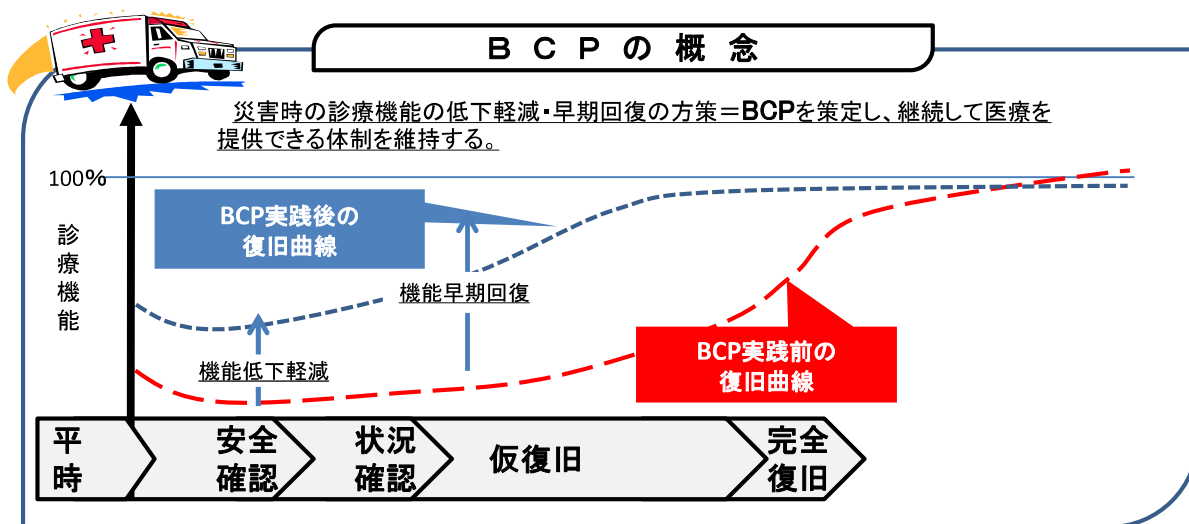 BCPの概念
災害時の診療機能の低下軽減・早期回復の方策＝BCPを策定し、継続して医療を
提供できる体制を維持する。
100%
診療機能
BCP実践後の
復旧曲線
機能早期回復
機能低下軽減
BCP実践前の
復旧曲線
平時
安全
確認
状況
確認
仮復旧
完全
復旧